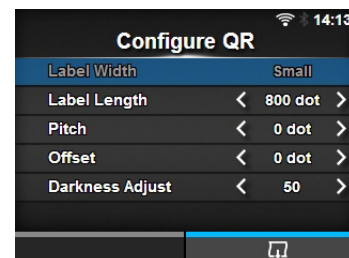 14:13
Configure QR
Label Width Small
Label Length 800 dot
Pitch 0 dot
Offset 0 dot
Darkness Adjust 50